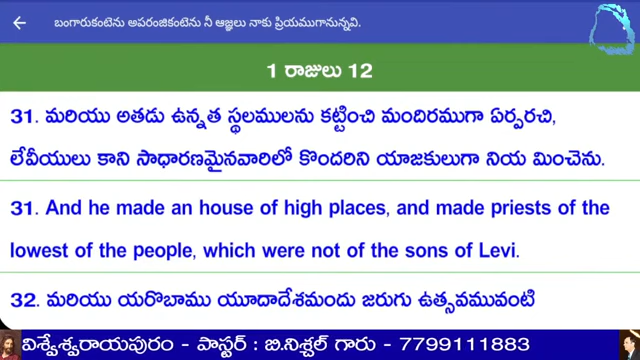 బంగారుకంటెను అపరంజికంటెను నీ ఆజ్ఞలు నాకు ప్రియముగానున్నవి.
1 రాజులు 12
31. మరియు అతడు ఉన్నత స్థలములను కట్టించి మందిరముగా ఏర్పరచి,
లేవీయులు కాని సాధారణమైనవారిలో కొందరిని యాజకులుగా నియ మించెను.
31. And he made an house of high places, and made priests of the
lowest of the people, which were not of the sons of Levi.
32. మరియు యరొబాము యూదాదేశమందు జరుగు ఉత్సవమువంటి
విశ్వేశ్వరాయపురం - పాస్టర్ : బి.నిశ్చల్ గారు - 7799111883